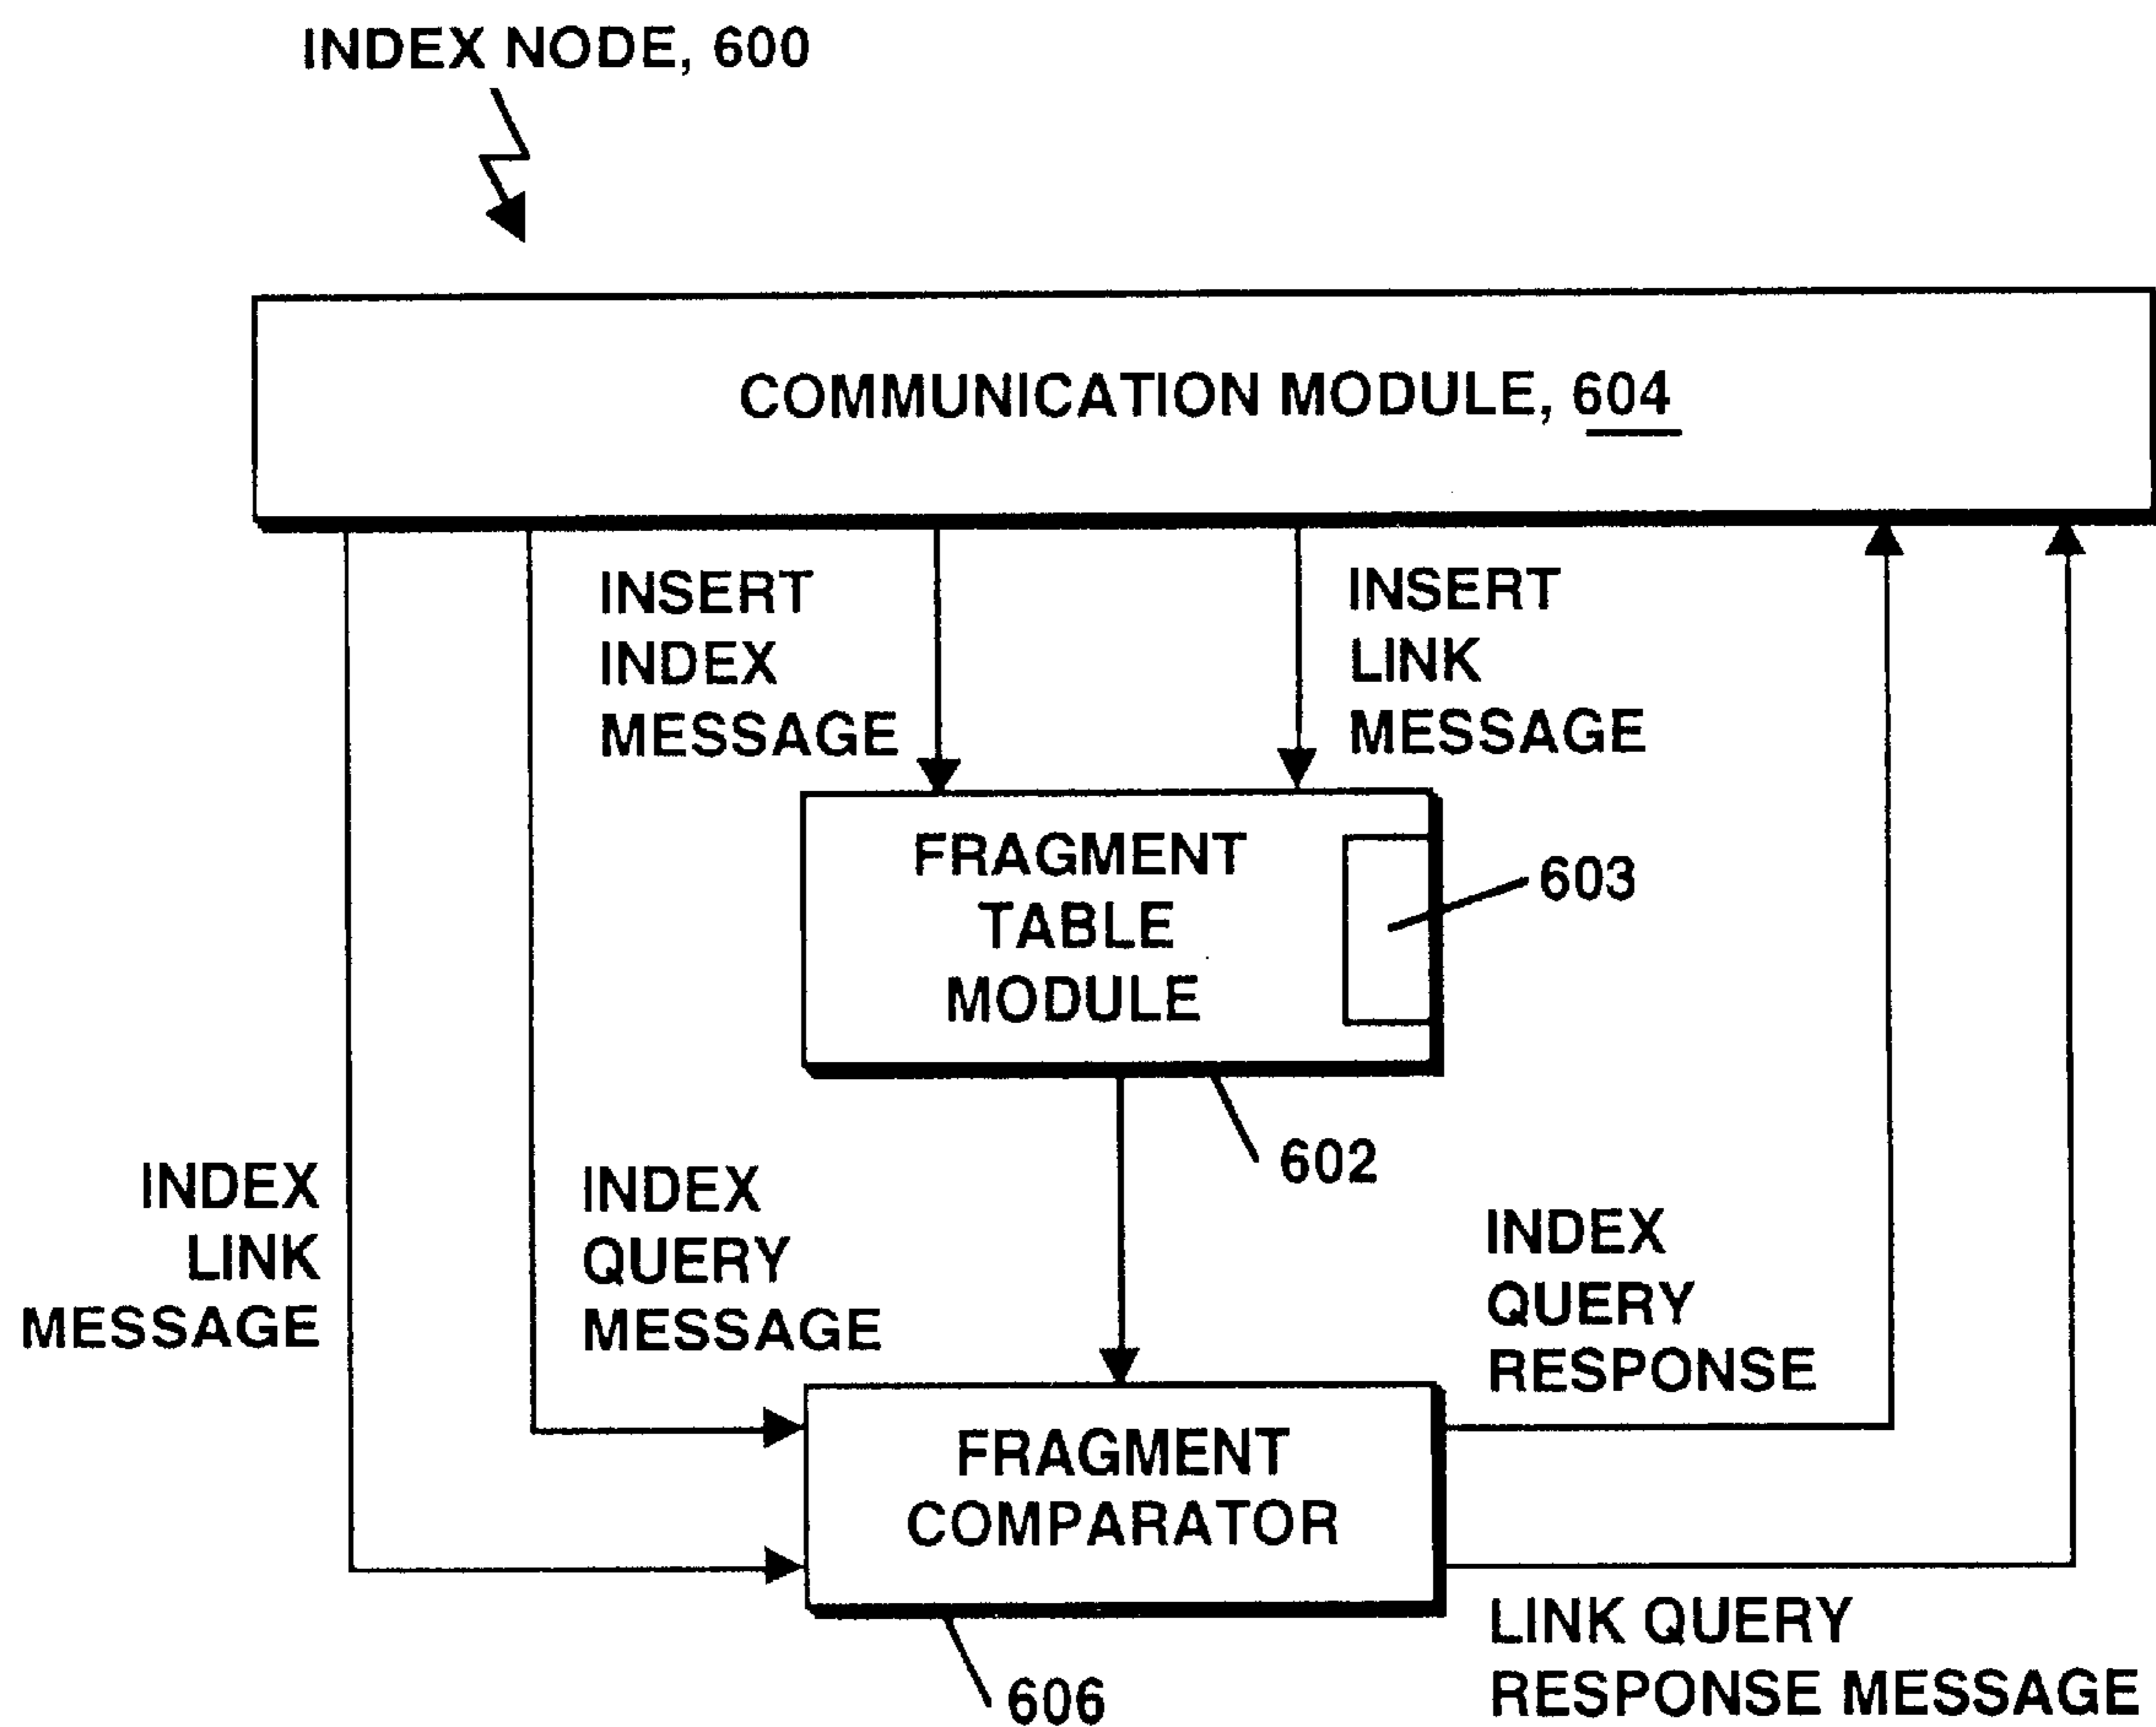 INDEX NODE, 600
COMMUNICATION MODULE, 604
INSERT
INDEX
MESSAGE
INSERT
LINK
MESSAGE
FRAGMENT
TABLE
MODULE
603
602
INDEX
LINK
MESSAGE
INDEX
QUERY
MESSAGE
INDEX
QUERY
RESPONSE
FRAGMENT
COMPARATOR
606
LINK QUERY
RESPONSE MESSAGE